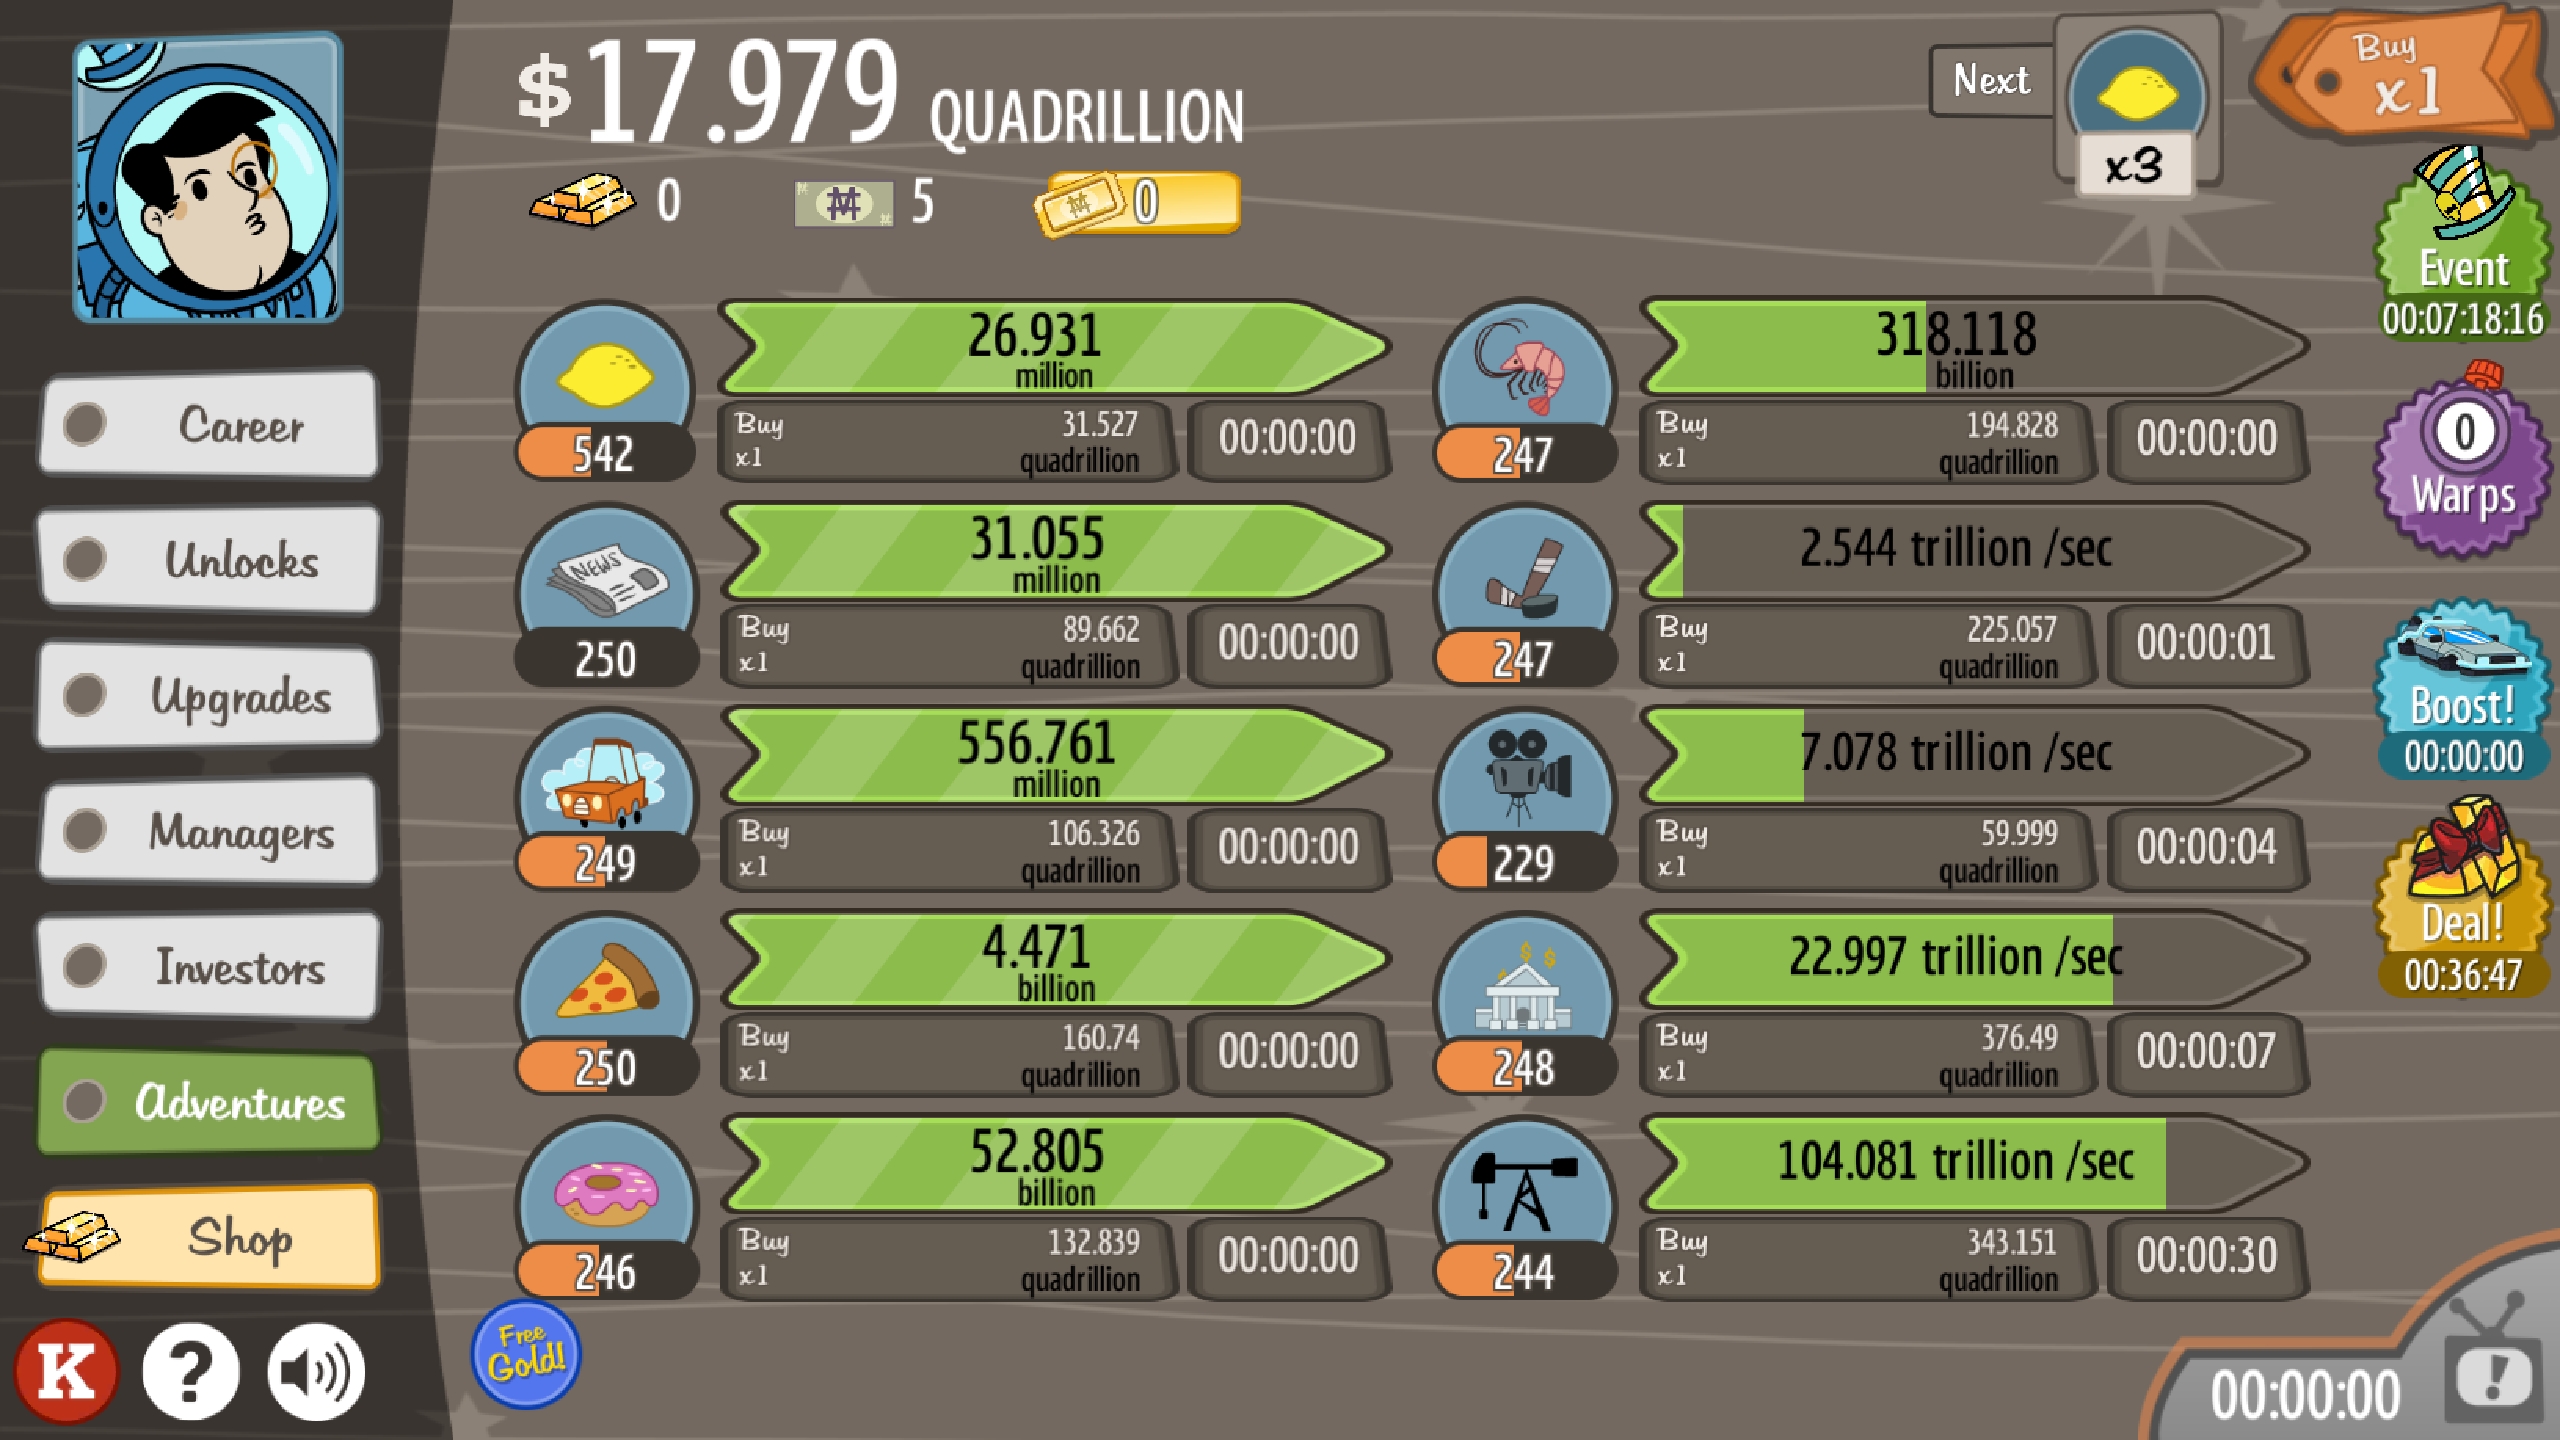 $17.979 QUADRILLION
0
5
0
Next
x3
Buy
x1
Event
00:07:18:16
0
Warps
Boost!
00:00:00
Deal!
00:36:47
Career
Unlocks
Upgrades
Managers
Investors
Adventures
Shop
K
?
542
26.931
million
Buy
x1
31.527
quadrillion
00:00:00
NEWS
250
31.055
million
Buy
x1
89.662
quadrillion
00:00:00
249
556.761
million
Buy
x1
106.326
quadrillion
00:00:00
250
4.471
billion
Buy
x1
160.74
quadrillion
00:00:00
246
52.805
billion
Buy
x1
132.839
quadrillion
00:00:00
247
318.118
billion
Buy
x1
194.828
quadrillion
00:00:00
247
2.544 trillion /sec
Buy
x1
225.057
quadrillion
00:00:01
229
7.078 trillion /sec
Buy
x1
59.999
quadrillion
00:00:04
248
22.997 trillion /sec
Buy
x1
376.49
quadrillion
00:00:07
244
104.081 trillion /sec
Buy
x1
343.151
quadrillion
00:00:30
Free
Gold!
00:00:00
!